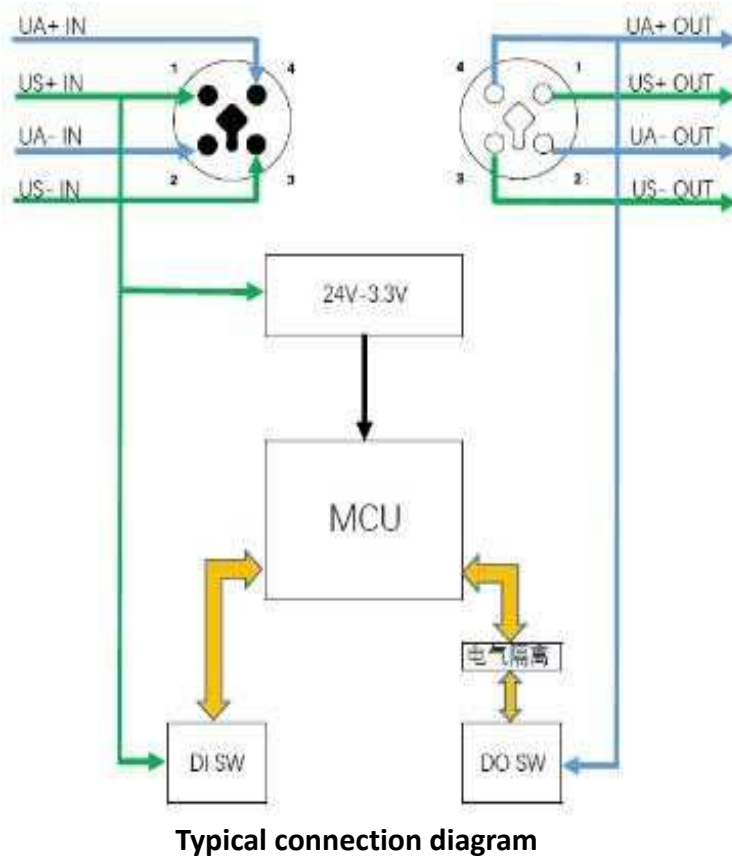 UA+ IN
UA+ OUT
1
4
4
1
US+ IN
US+ OUT
UA- IN
UA- OUT
2
3
3
2
US- IN
US- OUT
24V-3.3V
MCU
电气隔离
DI SW
DO SW
Typical connection diagram